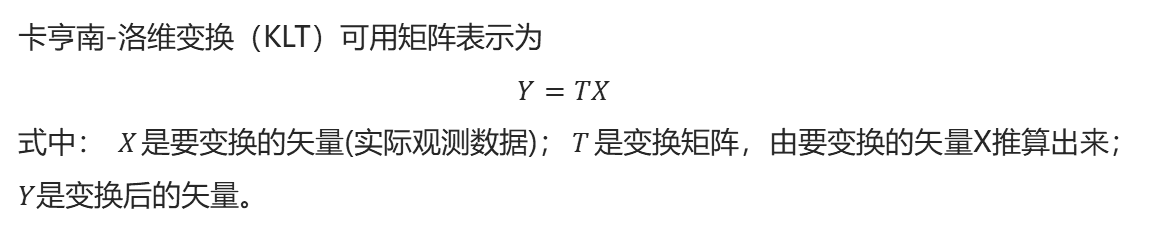 卡亨南-洛维变换（KLT）可用矩阵表示为
Y = TX
式中： X 是要变换的矢量(实际观测数据)；T 是变换矩阵，由要变换的矢量X推算出来；
Y是变换后的矢量。